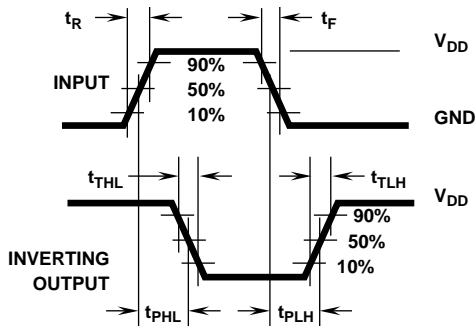 tR
tF
VDD
90%
INPUT
50%
10%
GND
tTHL
tTLH
VDD
90%
50%
INVERTING
10%
OUTPUT
tPHL
tPLH